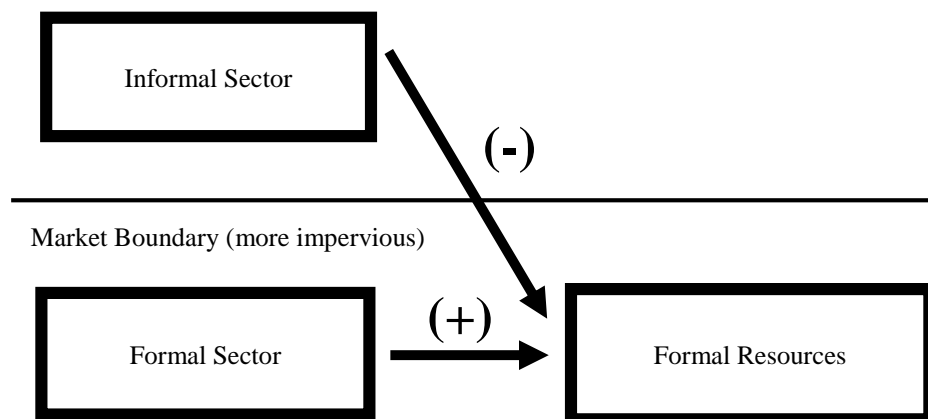 Informal Sector
(-)
Market Boundary (more impervious)
(+)
Formal Sector
Formal Resources